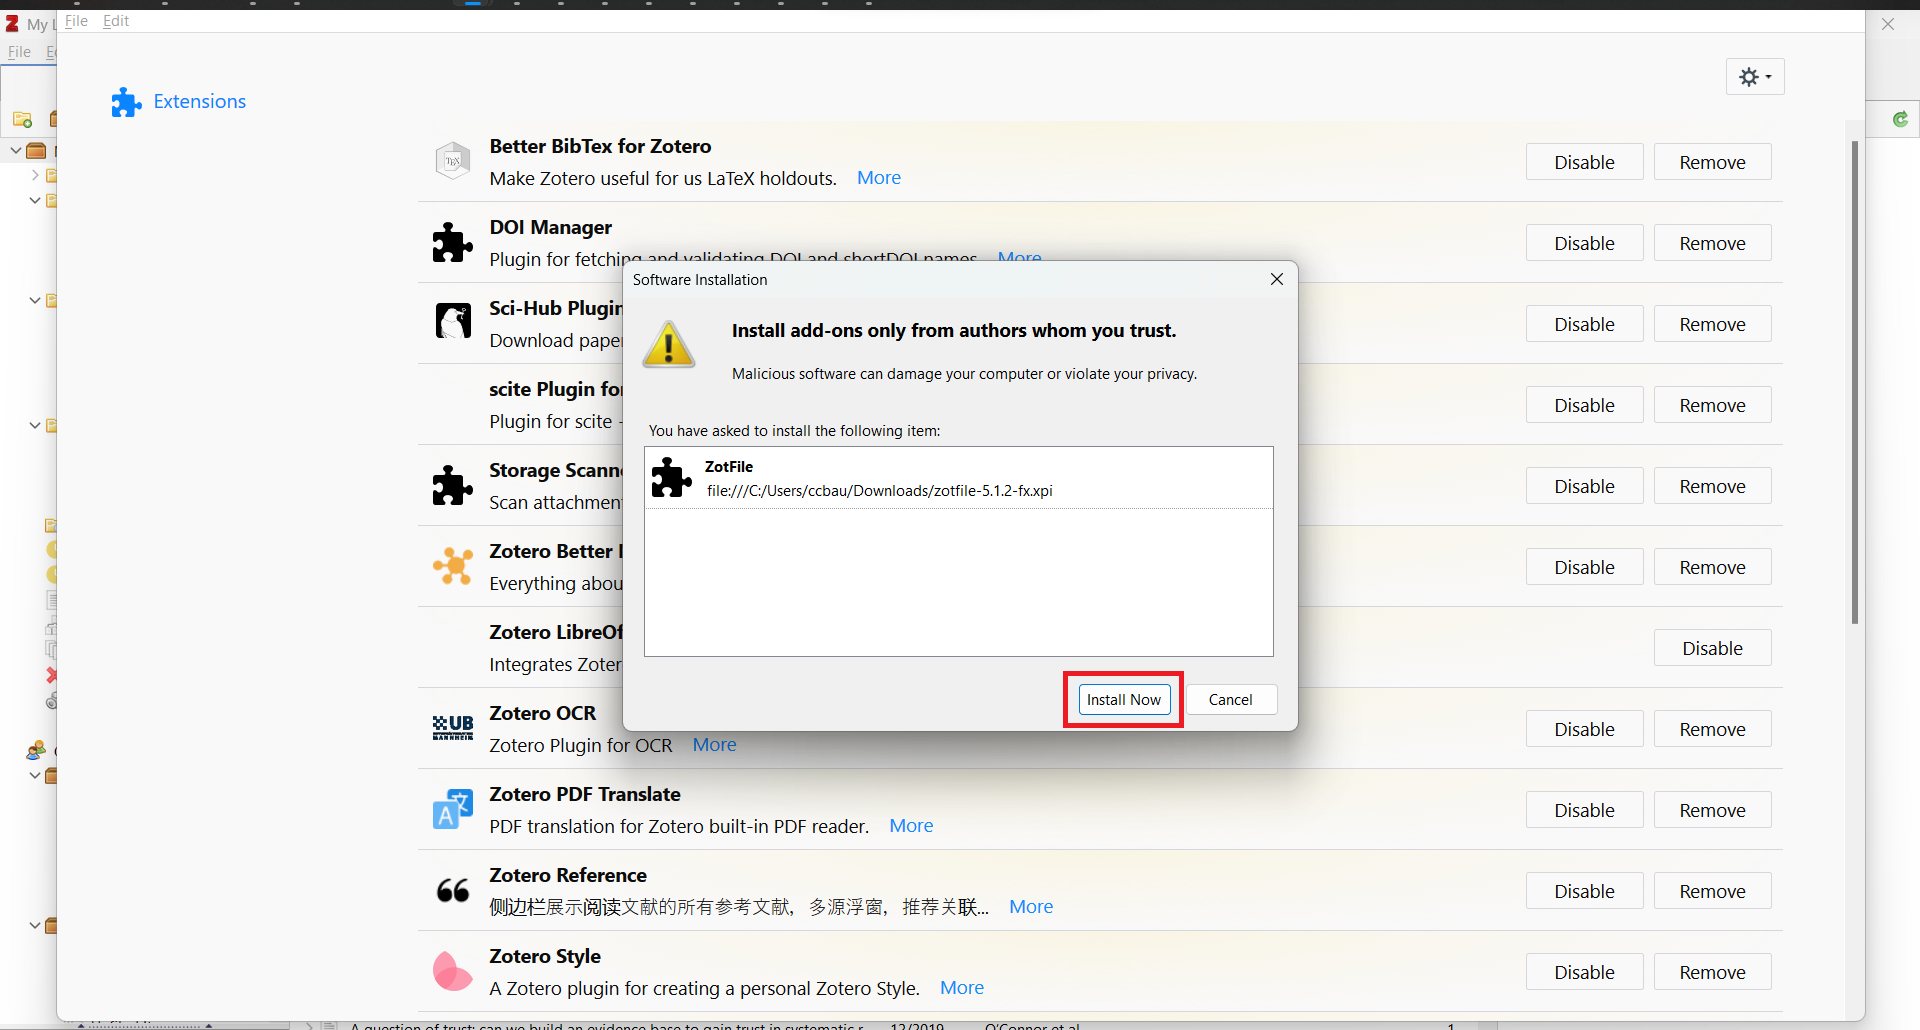 My L
File Edit
File
Extensions
Better BibTex for Zotero
Make Zotero useful for us LaTeX holdouts. More
Disable Remove
DOI Manager
Plugin for fetching and validating DOI and shortDOI names More
Disable Remove
Sci-Hub Plugin
Download pape
Disable Remove
scite Plugin fo
Plugin for scite -
Disable Remove
Storage Scann
Scan attachmen
Disable Remove
Zotero Better
Everything abou
Disable Remove
Zotero LibreOf
Integrates Zoter
Disable
UB
MANNHEIM
Zotero OCR
Zotero Plugin for OCR More
Disable Remove
Zotero PDF Translate
PDF translation for Zotero built-in PDF reader. More
Disable Remove
Zotero Reference
侧边栏展示阅读文献的所有参考文献，多源浮窗，推荐关联... More
Disable Remove
Zotero Style
A Zotero plugin for creating a personal Zotero Style. More
Disable Remove
Software Installation
Install add-ons only from authors whom you trust.
Malicious software can damage your computer or violate your privacy.
You have asked to install the following item:
ZotFile
file:///C:/Users/ccbau/Downloads/zotfile-5.1.2-fx.xpi
Install Now Cancel
A question of trust: can we build an evidence base to gain trust in systematic r... 12/2019 O'Connor et al. 1